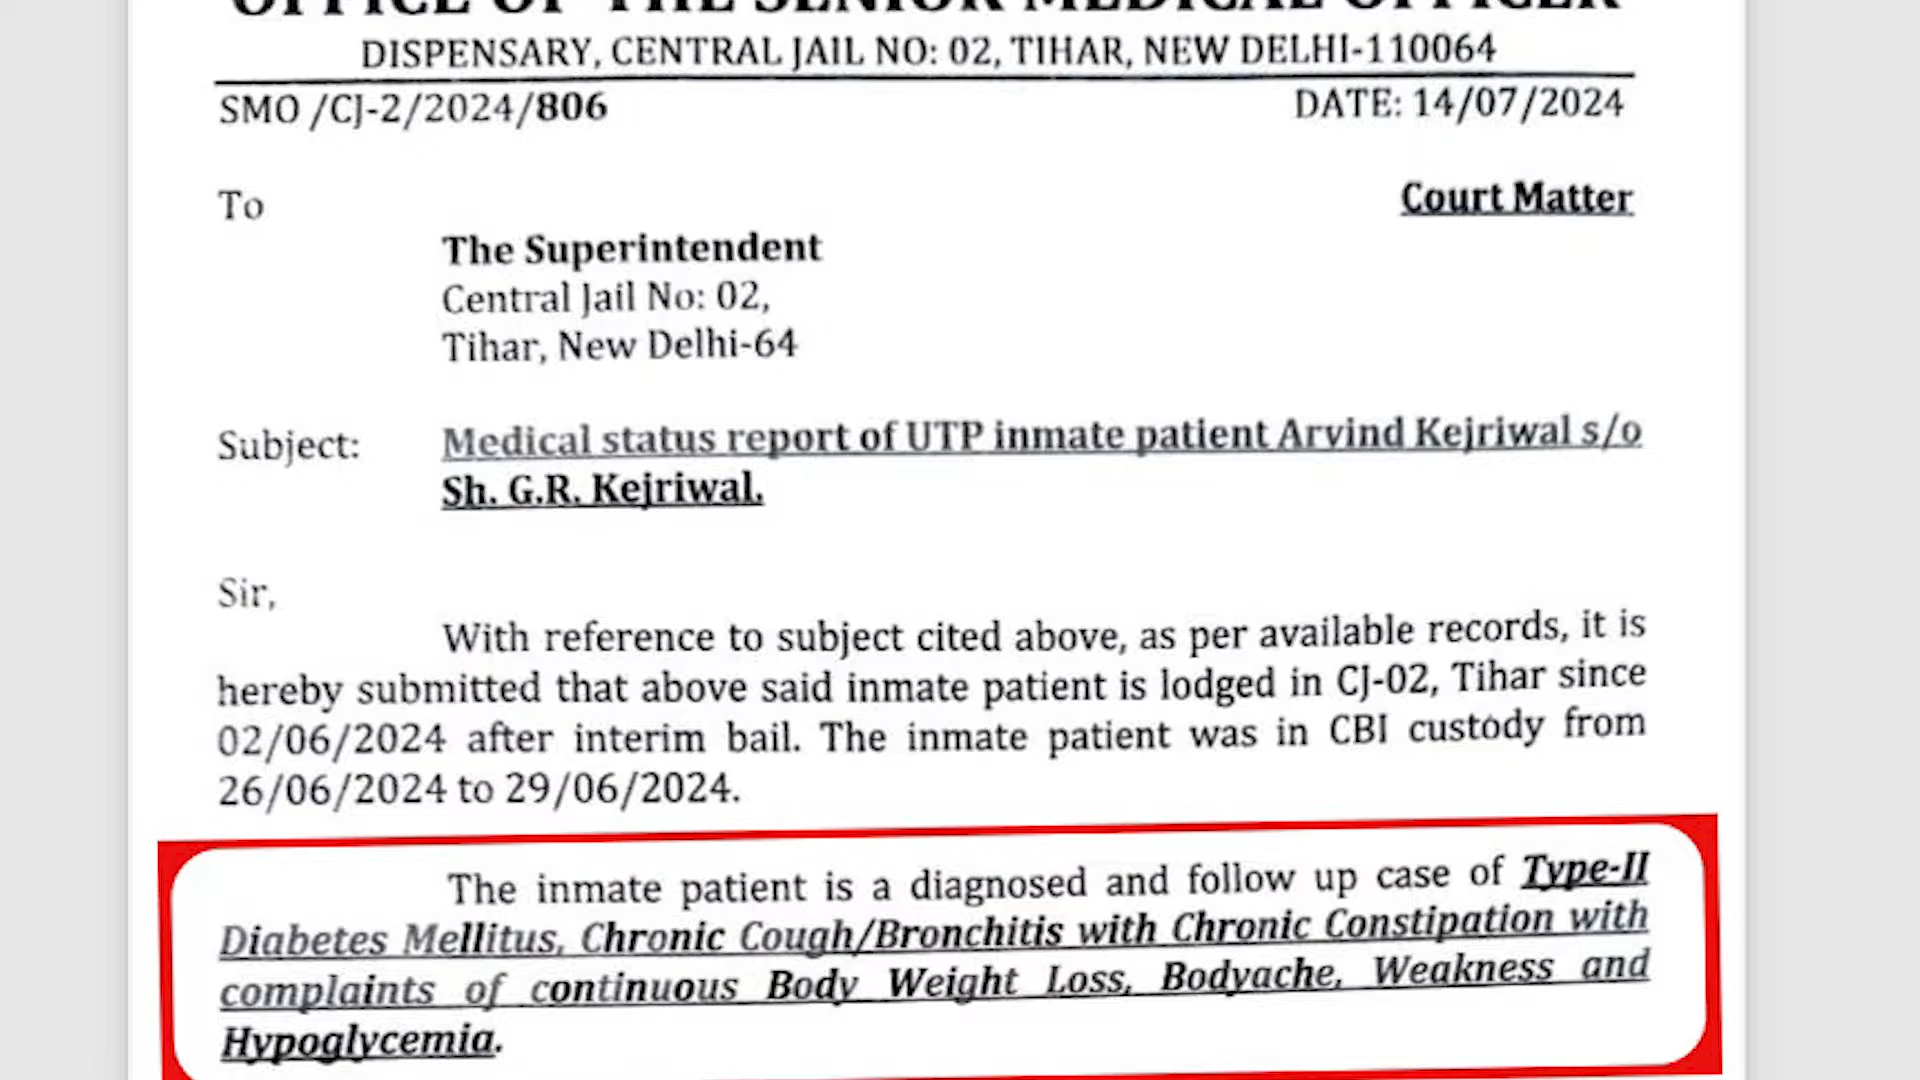 OFFICE OF THE SENIOR MEDICAL OFFICER
DISPENSARY, CENTRAL JAIL NO: 02, TIHAR, NEW DELHI-110064
SMO /CJ-2/2024/806 DATE: 14/07/2024
Court Matter
To
The Superintendent
Central Jail No: 02,
Tihar, New Delhi-64
Subject: Medical status report of UTP inmate patient Arvind Kejriwal s/o
Sh. G.R. Kejriwal.
Sir,
With reference to subject cited above, as per available records, it is
hereby submitted that above said inmate patient is lodged in CJ-02, Tihar since
02/06/2024 after interim bail. The inmate patient was in CBI custody from
26/06/2024 to 29/06/2024.
The inmate patient is a diagnosed and follow up case of Type-II
Diabetes Mellitus, Chronic Cough/Bronchitis with Chronic Constipation with
complaints of continuous Body Weight Loss, Bodyache, Weakness and
Hypoglycemia.